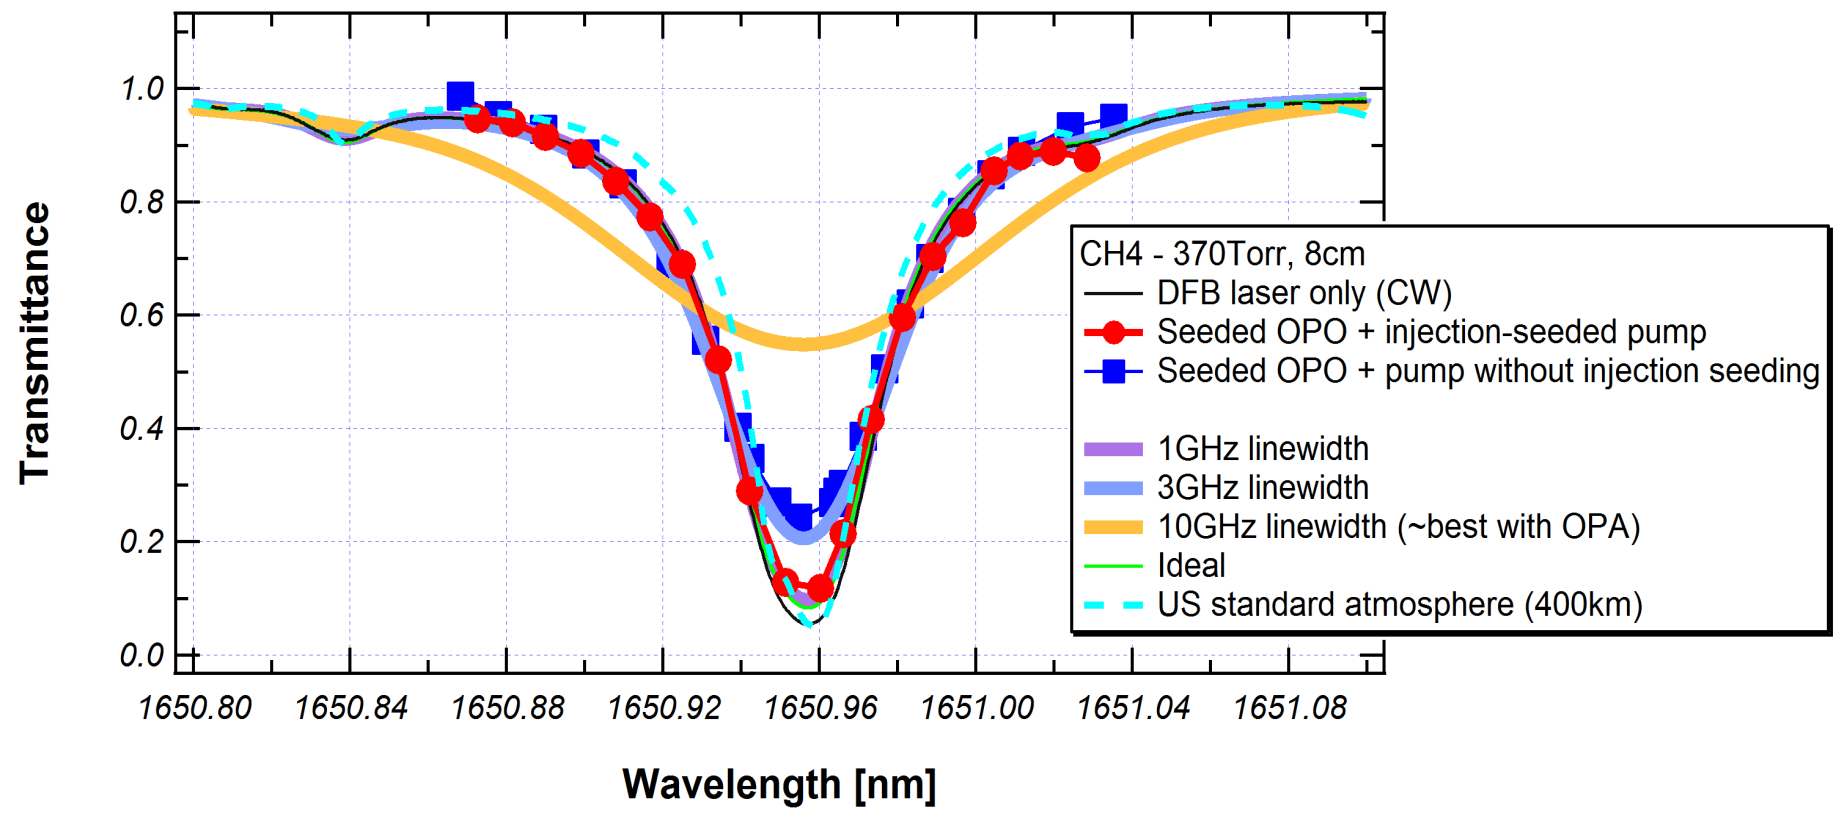 1.0
0.8
0.6
0.4
0.2
0.0
Transmittance
CH4 - 370Torr, 8cm
DFB laser only (CW)
Seeded OPO + injection-seeded pump
Seeded OPO + pump without injection seeding
1GHz linewidth
3GHz linewidth
10GHz linewidth (~best with OPA)
Ideal
US standard atmosphere (400km)
1650.80 1650.84 1650.88 1650.92 1650.96 1651.00 1651.04 1651.08
Wavelength [nm]